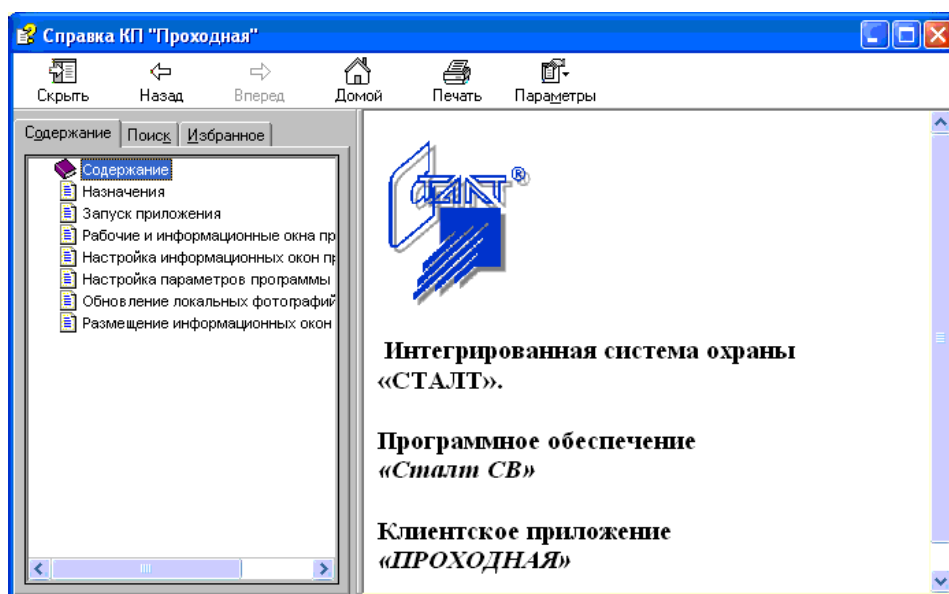 Справка КП "Проходная"
Скрыть Назад Вперед Домой Печать Параметры
Содержание Поиск Избранное
Содержание
Назначения
Запуск приложения
Рабочие и информационные окна пр
Настройка информационных окон пр
Настройка параметров программы
Обновление локальных фотографий
Размещение информационных окон
Сталт ®
Интегрированная система охраны
«СТАЛТ».
Программное обеспечение
«Сталт СВ»
Клиентское приложение
«ПРОХОДНАЯ»